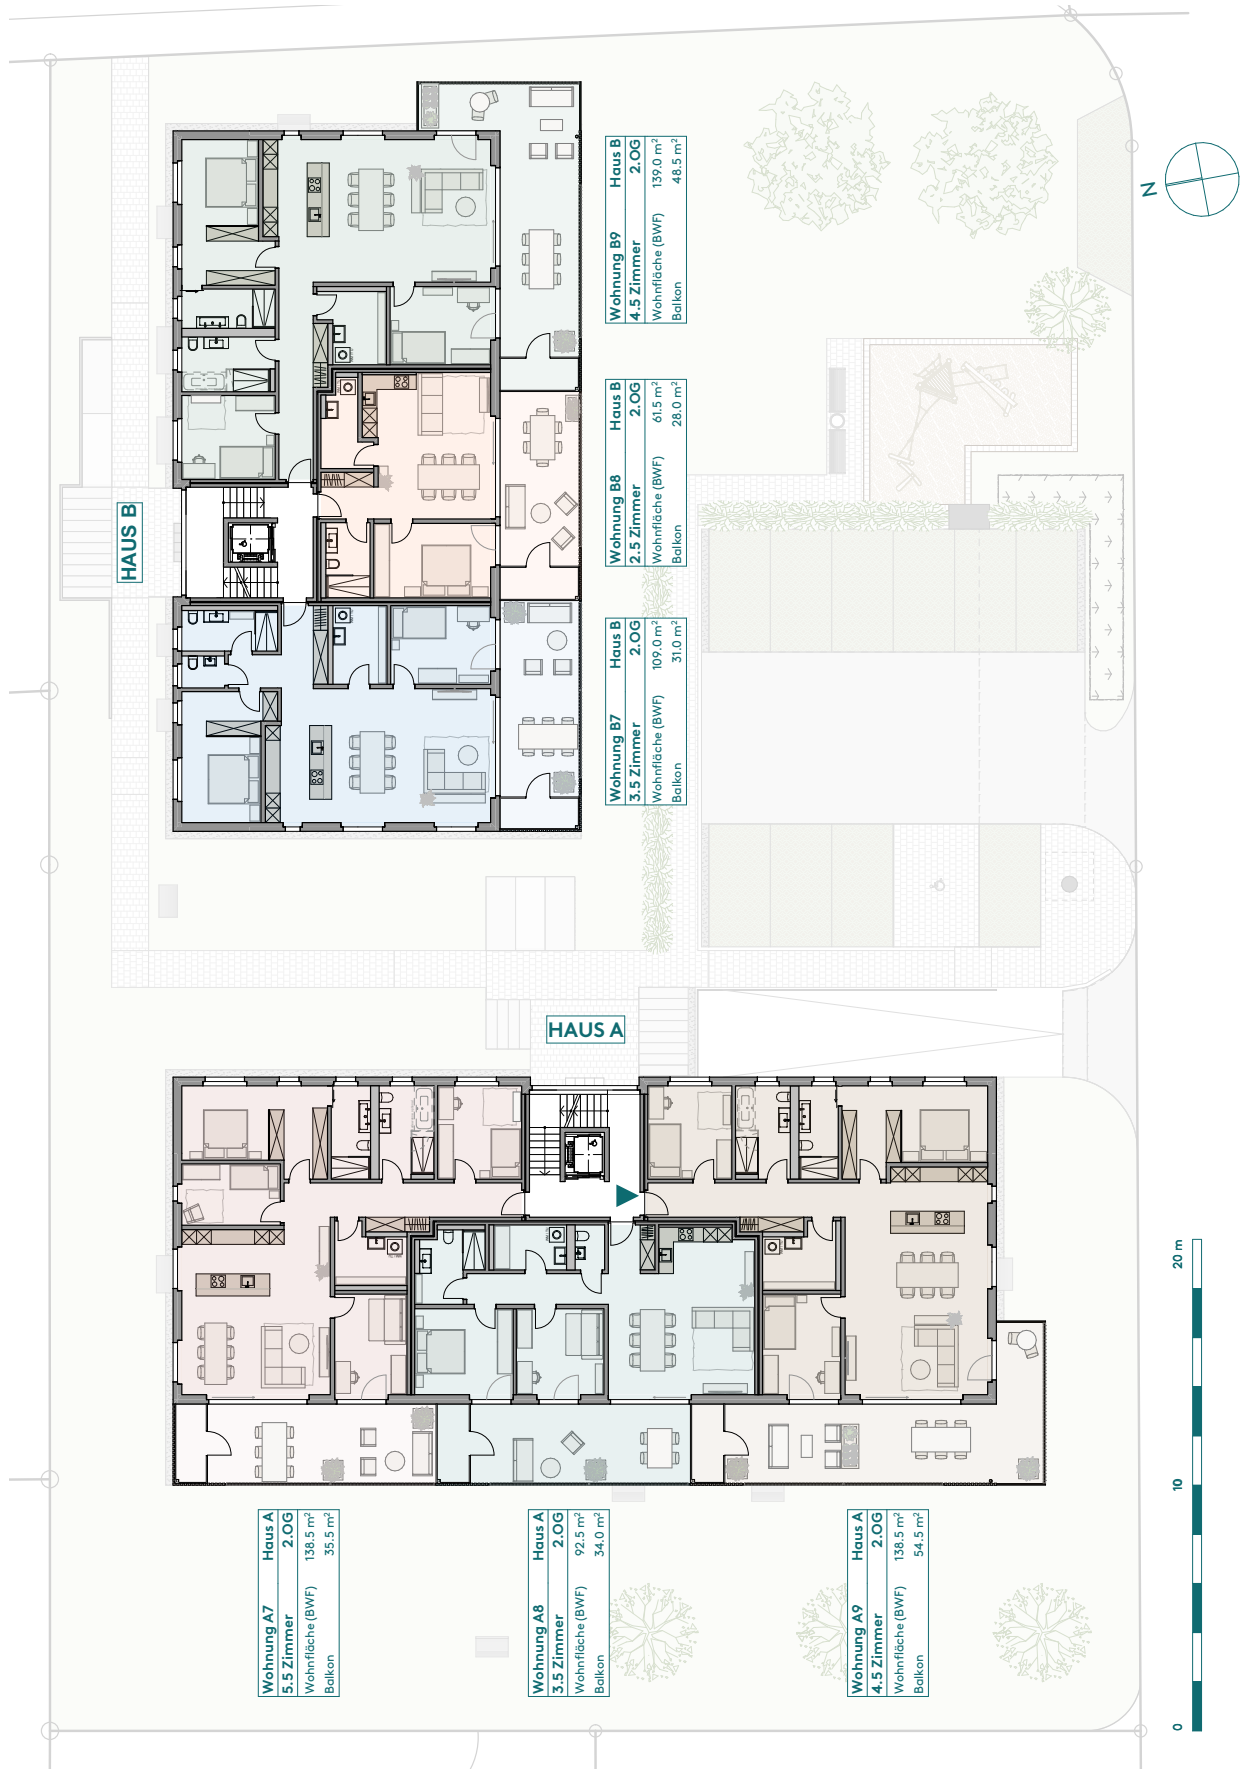 N
Wohnung B9 Haus B
4.5 Zimmer 2.OG
Wohnfläche (BWF) 139.0 m²
Balkon 48.5 m²
Wohnung B8 Haus B
2.5 Zimmer 2.OG
Wohnfläche (BWF) 61.5 m²
Balkon 28.0 m²
HAUS B
Wohnung B7 Haus B
3.5 Zimmer 2.OG
Wohnfläche (BWF) 109.0 m²
Balkon 31.0 m²
HAUS A
Wohnung A7 Haus A
5.5 Zimmer 2.OG
Wohnfläche (BWF) 138.5 m²
Balkon 35.5 m²
Wohnung A8 Haus A
3.5 Zimmer 2.OG
Wohnfläche (BWF) 92.5 m²
Balkon 34.0 m²
Wohnung A9 Haus A
4.5 Zimmer 2.OG
Wohnfläche (BWF) 138.5 m²
Balkon 54.5 m²
0 10 20 m